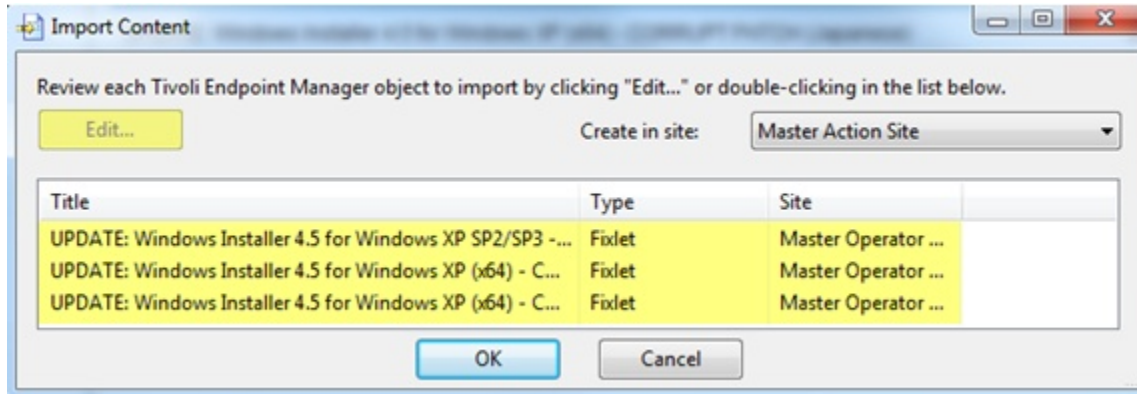 Import Content
Review each Tivoli Endpoint Manager object to import by clicking "Edit..." or double-clicking in the list below.
Edit... Create in site: Master Action Site
Title Type Site
UPDATE: Windows Installer 4.5 for Windows XP SP2/SP3 -... Fixlet Master Operator ...
UPDATE: Windows Installer 4.5 for Windows XP (x64) - C... Fixlet Master Operator ...
UPDATE: Windows Installer 4.5 for Windows XP (x64) - C... Fixlet Master Operator ...
OK Cancel